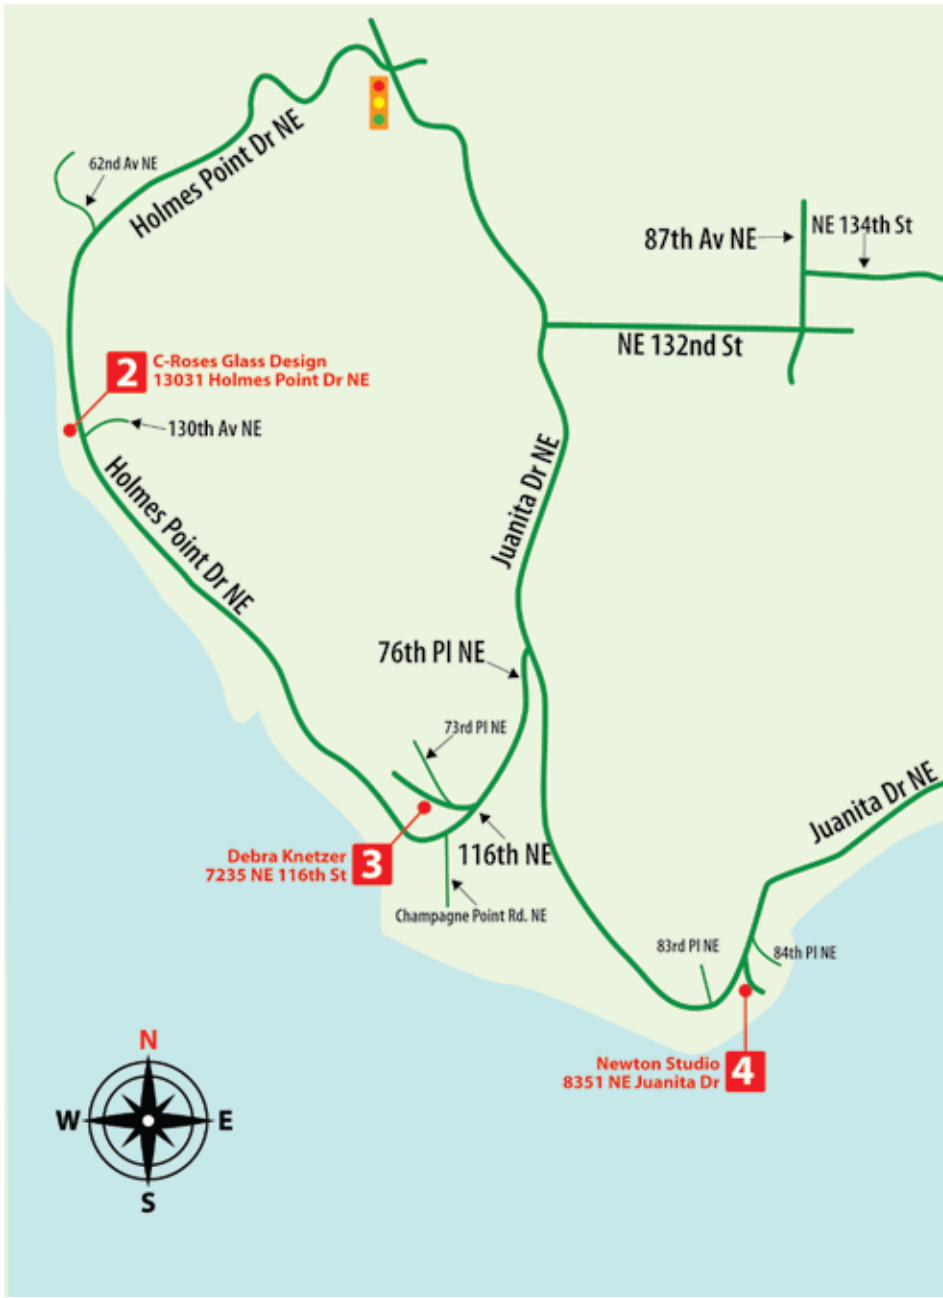 Holmes Point Dr NE
62nd Av NE
87th Av NE
NE 134th St
NE 132nd St
2
C-Roses Glass Design
13031 Holmes Point Dr NE
130th Av NE
Holmes Point Dr NE
Juanita Dr NE
76th Pl NE
73rd Pl NE
Juanita Dr NE
116th NE
Debra Knetzer
7235 NE 116th St
3
Champagne Point Rd. NE
83rd Pl NE
84th Pl NE
Newton Studio
8351 NE Juanita Dr
4
N
W
E
S